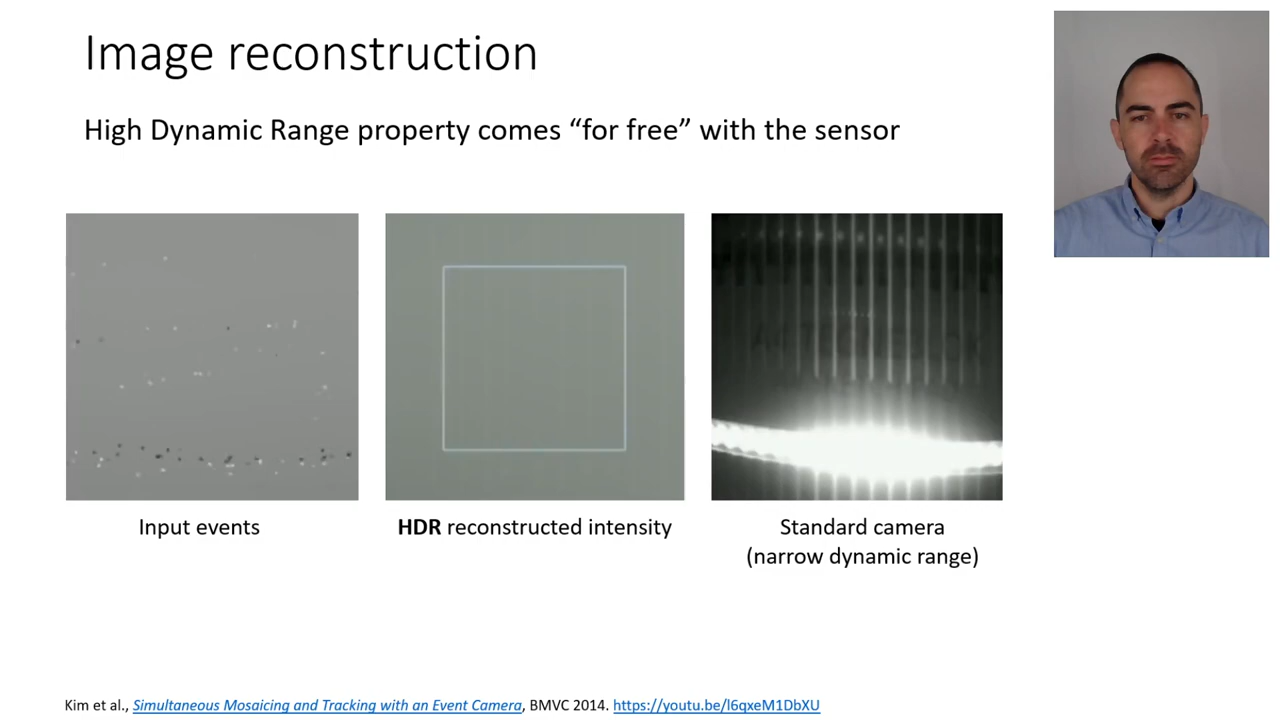 Image reconstruction
High Dynamic Range property comes “for free” with the sensor
Input events
HDR reconstructed intensity
Standard camera
(narrow dynamic range)
Kim et al., Simultaneous Mosaicing and Tracking with an Event Camera, BMVC 2014. https://youtu.be/l6qxeM1DbXU